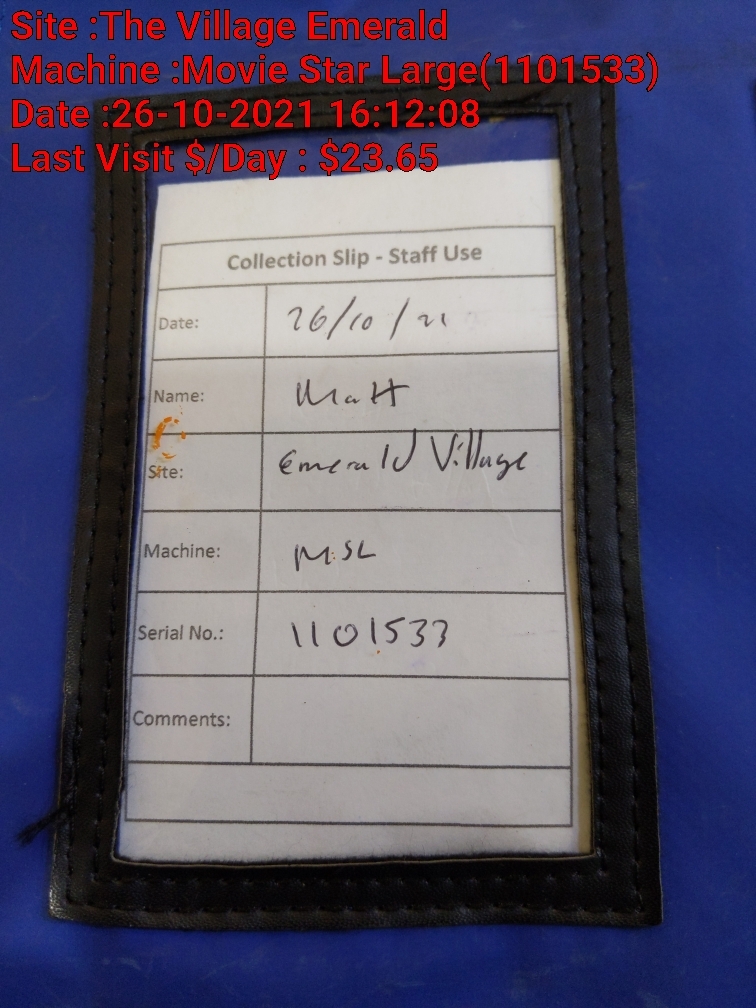 Site :The Village Emerald
Machine :Movie Star Large(1101533)
Date :26-10-2021 16:12:08
Last Visit $/Day : $23.65
Collection Slip - Staff Use
Date: 26/10/21
Name: Matt
Site: Emerald Village
Machine: MSL
Serial No.: 1101533
Comments: